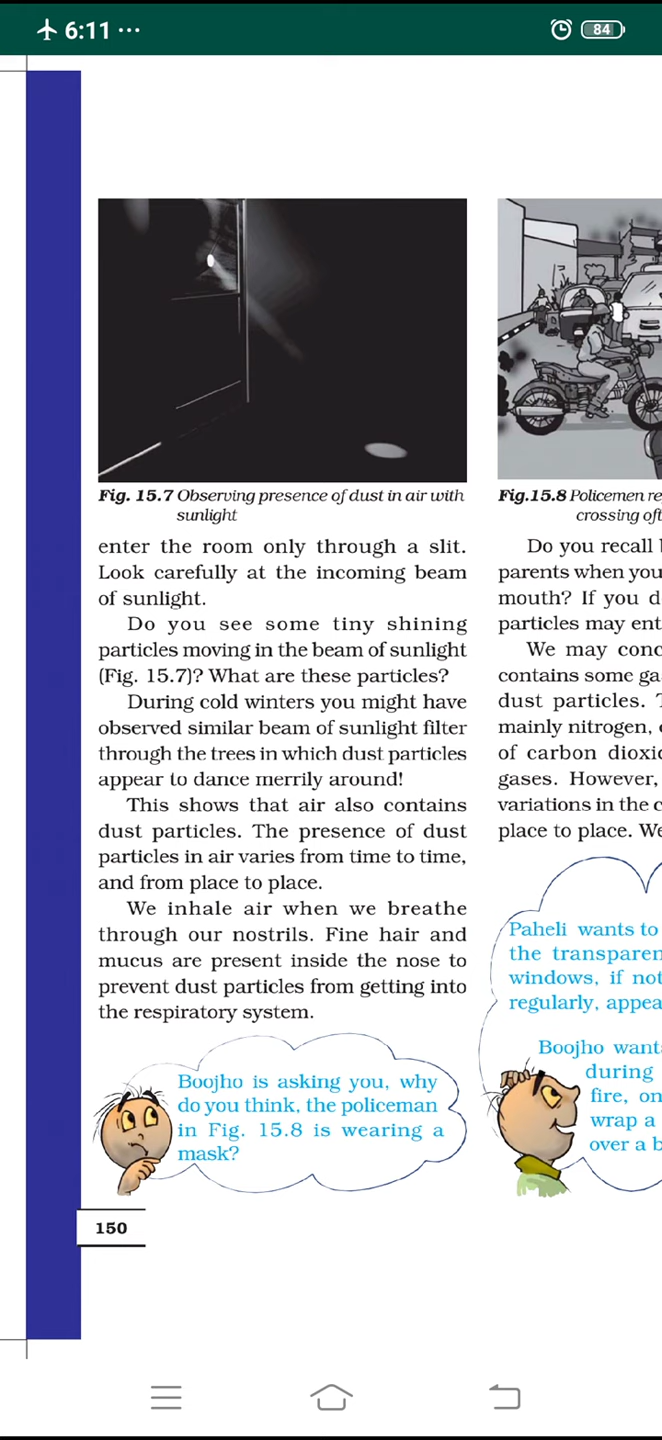 6:11 ...
84
Fig. 15.7 Observing presence of dust in air with
sunlight
enter the room only through a slit.
Look carefully at the incoming beam
of sunlight.
Do you see some tiny shining
particles moving in the beam of sunlight
(Fig. 15.7)? What are these particles?
During cold winters you might have
observed similar beam of sunlight filter
through the trees in which dust particles
appear to dance merrily around!
This shows that air also contains
dust particles. The presence of dust
particles in air varies from time to time,
and from place to place.
We inhale air when we breathe
through our nostrils. Fine hair and
mucus are present inside the nose to
prevent dust particles from getting into
the respiratory system.
Boojho is asking you, why
do you think, the policeman
in Fig. 15.8 is wearing a
mask?
150
Fig.15.8 Policemen re
crossing oft
Do you recall
parents when you
mouth? If you d
particles may ent
We may conc
contains some ga
dust particles.
mainly nitrogen,
of carbon dioxid
gases. However,
variations in the c
place to place. We
Paheli wants to
the transparen
windows, if not
regularly, appea
Boojho want
during
fire, on
wrap a
over a b